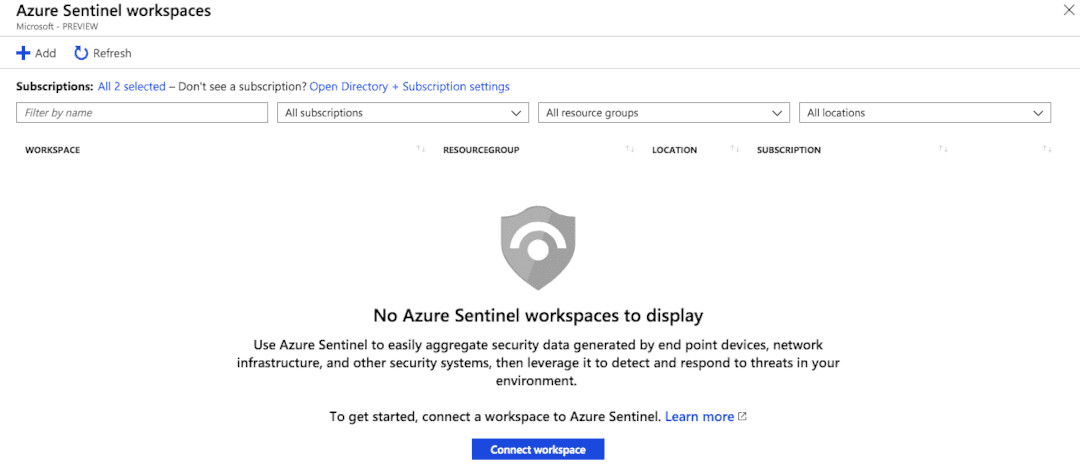 Azure Sentinel workspaces
Microsoft - PREVIEW
Add Refresh
Subscriptions: All 2 selected – Don't see a subscription? Open Directory + Subscription settings
Filter by name All subscriptions All resource groups All locations
WORKSPACE RESOURCEGROUP LOCATION SUBSCRIPTION
No Azure Sentinel workspaces to display
Use Azure Sentinel to easily aggregate security data generated by end point devices, network
infrastructure, and other security systems, then leverage it to detect and respond to threats in your
environment.
To get started, connect a workspace to Azure Sentinel. Learn more
Connect workspace